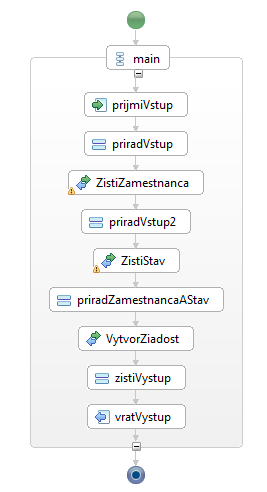 main
prijmiVstup
priradVstup
ZistiZamestnanca
priradVstup2
ZistiStav
priradZamestnancaAStav
VytvorZiadost
zistiVystup
vratVystup